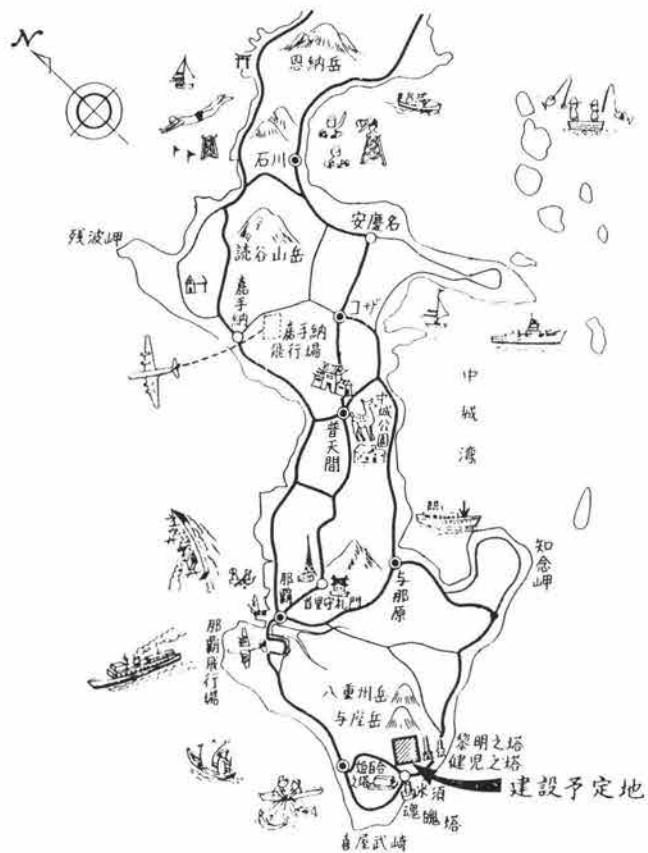 N
恩納岳
石川
安慶名
残波岬
読谷山岳
嘉手納
コザ
嘉手納
飛行場
中城湾
中城公園
普天間
知念岬
那覇
首里守礼門
与那原
那覇飛行場
八重州岳
与座岳
黎明之塔
健児之塔
建設予定地
米須
魂魄塔
喜屋武崎